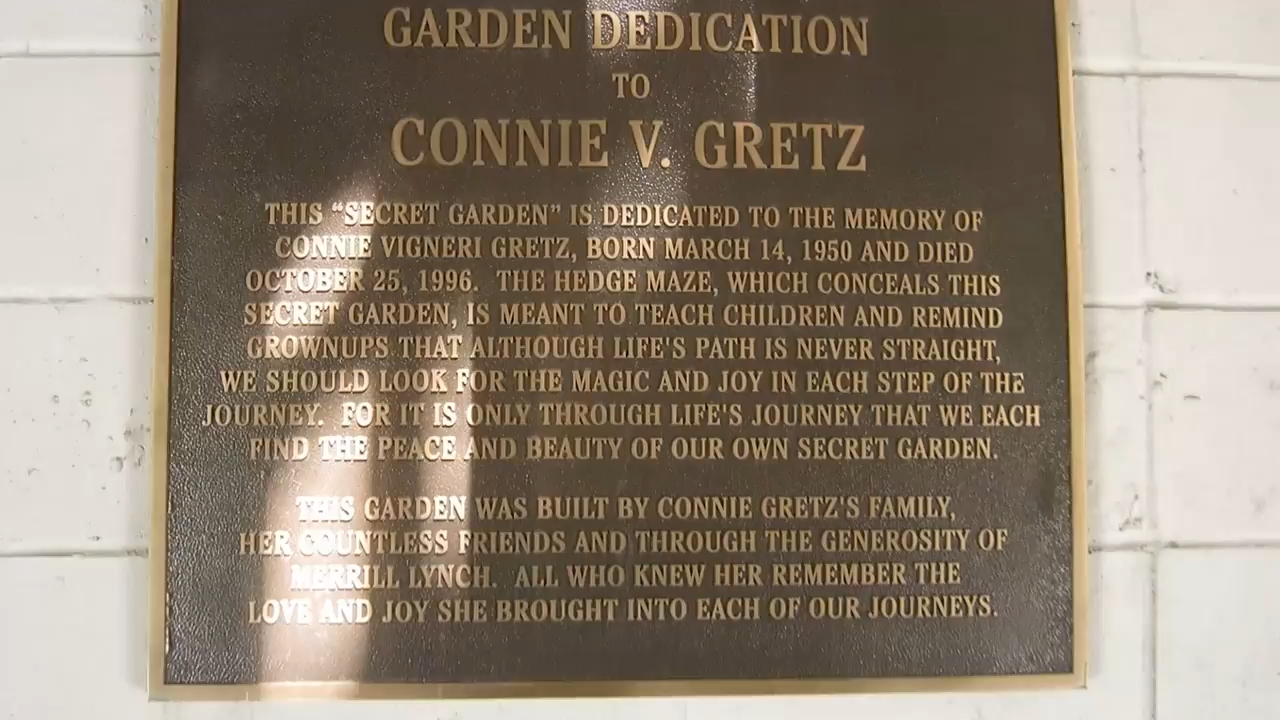 GARDEN DEDICATION
TO
CONNIE V. GRETZ
THIS “SECRET GARDEN” IS DEDICATED TO THE MEMORY OF
CONNIE VIGNERI GRETZ, BORN MARCH 14, 1950 AND DIED
OCTOBER 25, 1996. THE HEDGE MAZE, WHICH CONCEALS THIS
SECRET GARDEN, IS MEANT TO TEACH CHILDREN AND REMIND
GROWNUPS THAT ALTHOUGH LIFE'S PATH IS NEVER STRAIGHT,
WE SHOULD LOOK FOR THE MAGIC AND JOY IN EACH STEP OF THE
JOURNEY. FOR IT IS ONLY THROUGH LIFE'S JOURNEY THAT WE EACH
FIND THE PEACE AND BEAUTY OF OUR OWN SECRET GARDEN.
THIS GARDEN WAS BUILT BY CONNIE GRETZ'S FAMILY,
HER COUNTLESS FRIENDS AND THROUGH THE GENEROSITY OF
MERRILL LYNCH. ALL WHO KNEW HER REMEMBER THE
LOVE AND JOY SHE BROUGHT INTO EACH OF OUR JOURNEYS.